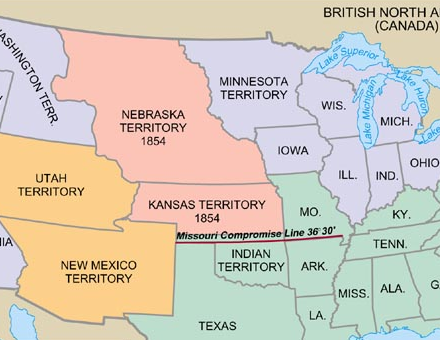 BRITISH NORTH A
(CANADA)
WASHINGTON TERR.
Lake Superior
MINNESOTA
TERRITORY
Lake Michigan
Lake Huron
WIS.
MICH.
NEBRASKA
TERRITORY
1854
IOWA
OHIO
UTAH
TERRITORY
ILL.
IND.
KANSAS TERRITORY
1854
MO.
KY.
Missouri Compromise Line 36°30'
NIA
NEW MEXICO
TERRITORY
INDIAN
TERRITORY
ARK.
TENN.
MISS.
ALA.
G
LA.
TEXAS